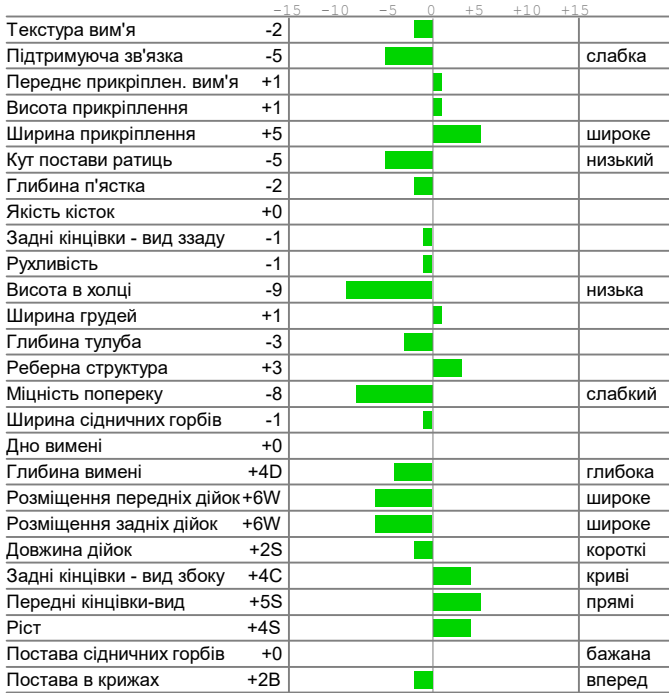 -15 -10 -5 0 +5 +10 +15
Текстура вим'я -2
Підтримуюча зв'язка -5 слабка
Переднє прикріплен. вим'я +1
Висота прикріплення +1
Ширина прикріплення +5 широке
Кут постави ратиць -5 низький
Глибина п'ястка -2
Якість кісток +0
Задні кінцівки - вид ззаду -1
Рухливість -1
Висота в холці -9 низька
Ширина грудей +1
Глибина тулуба -3
Реберна структура +3
Міцність попереку -8 слабкий
Ширина сідничних горбів -1
Дно вимені +0
Глибина вимені +4D глибока
Розміщення передніх дійок +6W широке
Розміщення задніх дійок +6W широке
Довжина дійок +2S короткі
Задні кінцівки - вид збоку +4C криві
Передні кінцівки-вид +5S прямі
Ріст +4S
Постава сідничних горбів +0 бажана
Постава в крижах +2B вперед